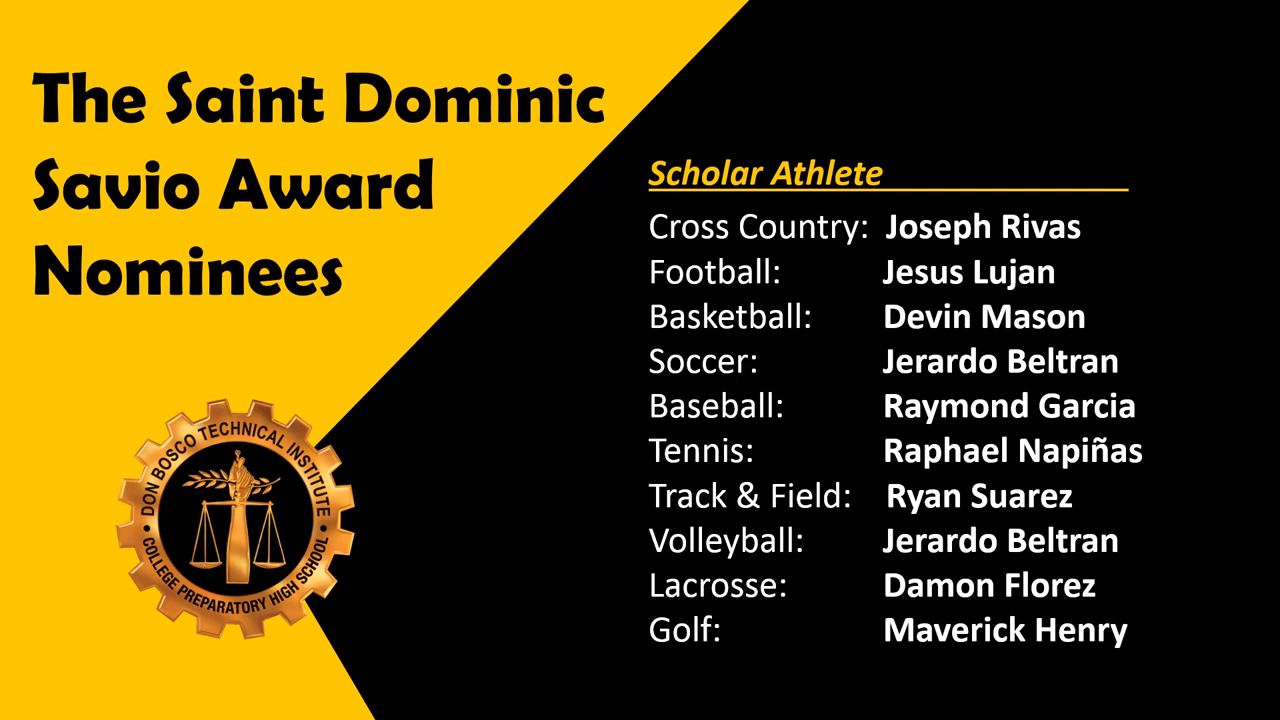 The Saint Dominic
Savio Award
Nominees
Scholar Athlete
Cross Country: Joseph Rivas
Football: Jesus Lujan
Basketball: Devin Mason
Soccer: Jerardo Beltran
Baseball: Raymond Garcia
Tennis: Raphael Napiñas
Track & Field: Ryan Suarez
Volleyball: Jerardo Beltran
Lacrosse: Damon Florez
Golf: Maverick Henry
DON BOSCO TECHNICAL INSTITUTE
COLLEGE PREPARATORY HIGH SCHOOL